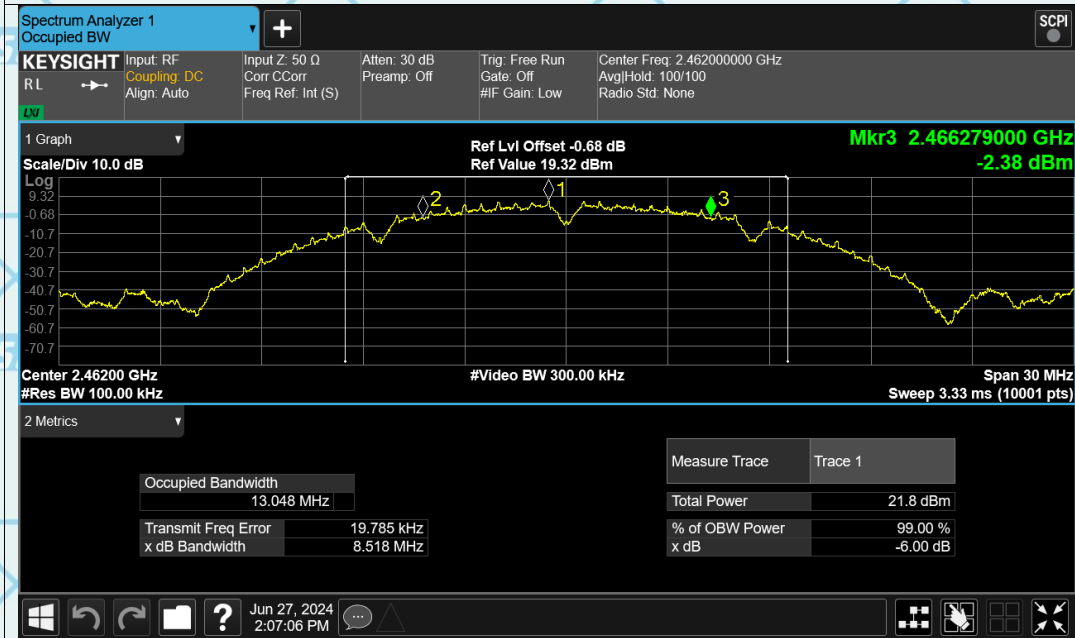 Spectrum Analyzer 1
Occupied BW
+
SCPI
KEYSIGHT
R L
LXI
Input: RF
Coupling: DC
Align: Auto
Input Z: 50 Ω
Corr CCorr
Freq Ref: Int (S)
Atten: 30 dB
Preamp: Off
Trig: Free Run
Gate: Off
#IF Gain: Low
Center Freq: 2.462000000 GHz
Avg|Hold: 100/100
Radio Std: None
1 Graph
Scale/Div 10.0 dB
Ref Lvl Offset -0.68 dB
Ref Value 19.32 dBm
Mkr3 2.466279000 GHz
-2.38 dBm
Log
9.32
-0.68
-10.7
-20.7
-30.7
-40.7
-50.7
-60.7
-70.7
2
1
3
Center 2.46200 GHz
#Video BW 300.00 kHz
Span 30 MHz
#Res BW 100.00 kHz
Sweep 3.33 ms (10001 pts)
2 Metrics
Occupied Bandwidth
13.048 MHz
Transmit Freq Error 19.785 kHz
x dB Bandwidth 8.518 MHz
Measure Trace Trace 1
Total Power 21.8 dBm
% of OBW Power 99.00 %
x dB -6.00 dB
?
Jun 27, 2024
2:07:06 PM